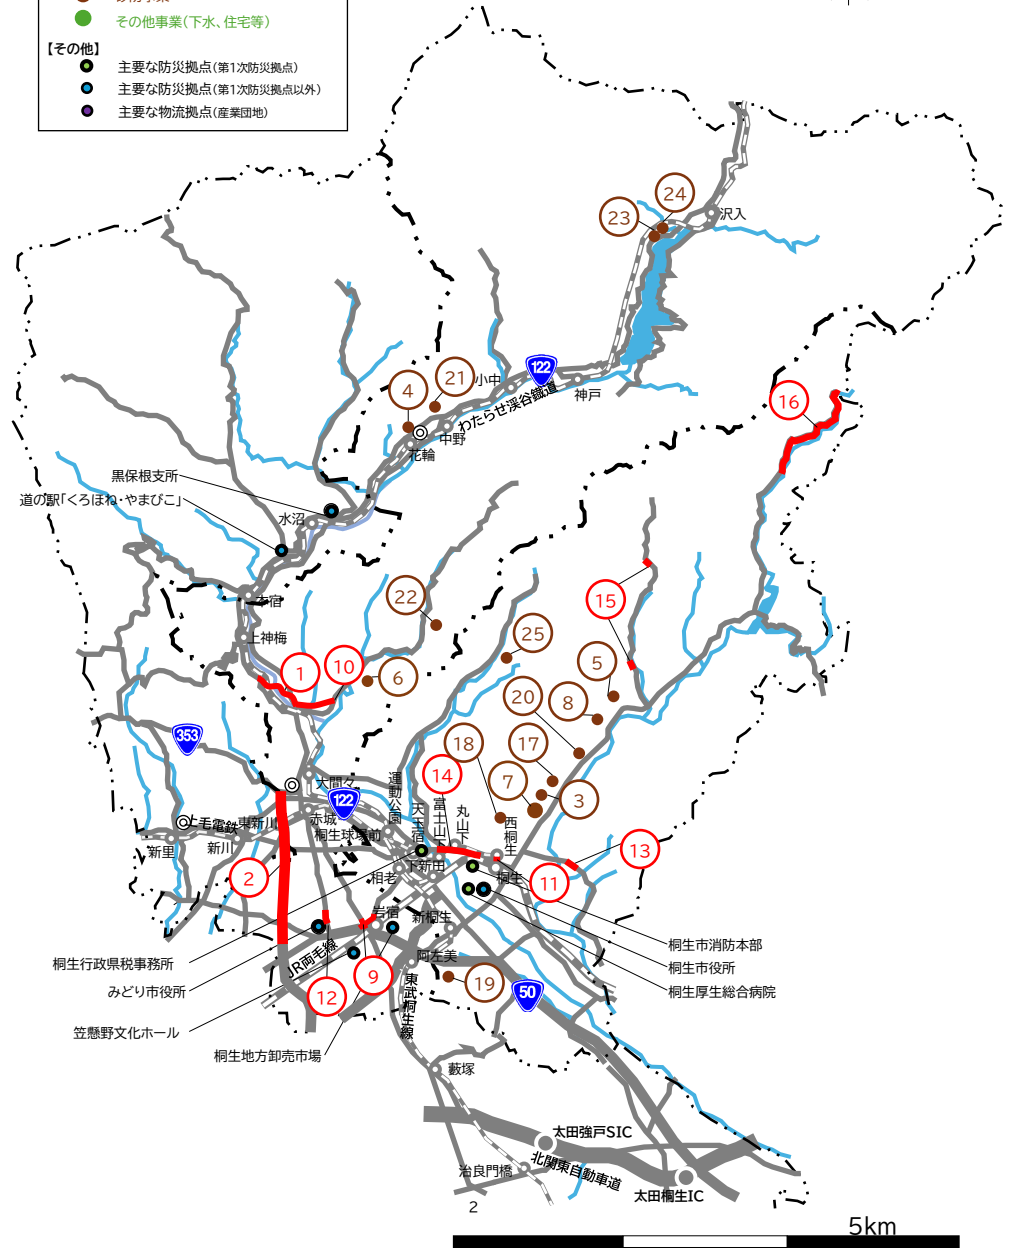 その他事業(下水、住宅等)
【その他】
主要な防災拠点(第1次防災拠点)
主要な防災拠点(第1次防災拠点以外)
主要な物流拠点(産業団地)
24
23
沢入
122
小中
21
4
神戸
わたらせ渓谷鐵道
16
中野
花輪
黒保根支所
道の駅「くろほね・やまびこ」
水沼
本宿
22
15
上神梅
25
1
10
6
5
20
8
353
18
17
14
7
3
大間々
122
運動公園
天王宿
富士山下
丸山下
西桐生
上毛電鉄
東新川
赤城
桐生球場前
新里
新川
下新田
相老
桐生
13
2
11
岩宿
新桐生
桐生市消防本部
桐生行政県税事務所
JR両毛線
阿左美
桐生市役所
みどり市役所
12
9
19
50
桐生厚生総合病院
東武桐生線
笠懸野文化ホール
桐生地方卸売市場
藪塚
太田強戸SIC
北関東自動車道
治良門橋
太田桐生IC
2
5km